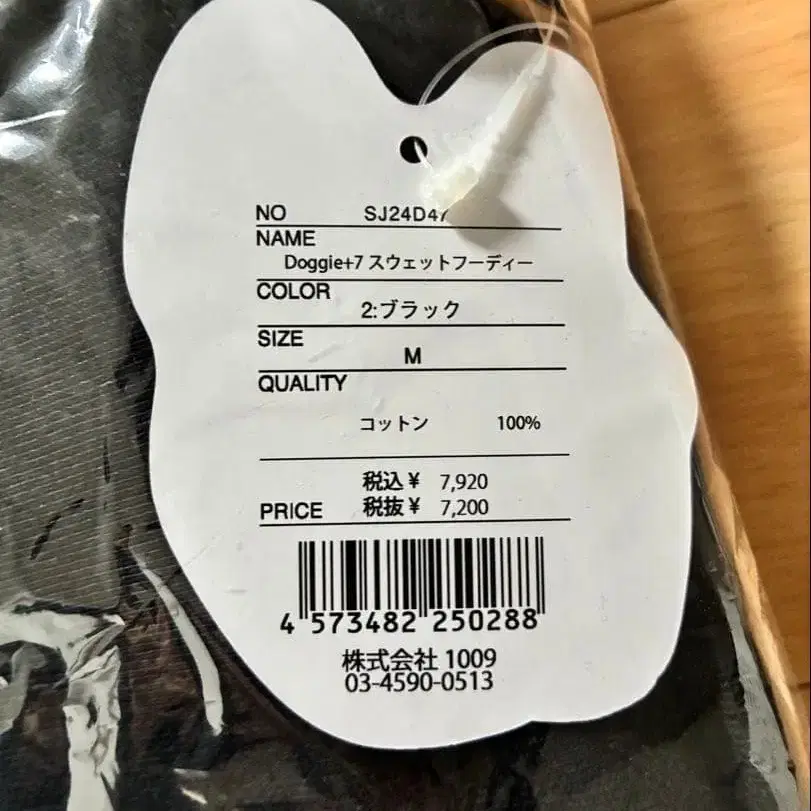 NO SJ24D47
NAME
Doggie+7 スウェットフーディー
COLOR
2:ブラック
SIZE
M
QUALITY
コットン 100%
税込¥ 7,920
PRICE 税抜¥ 7,200
4 573482 250288
株式会社 1009
03-4590-0513